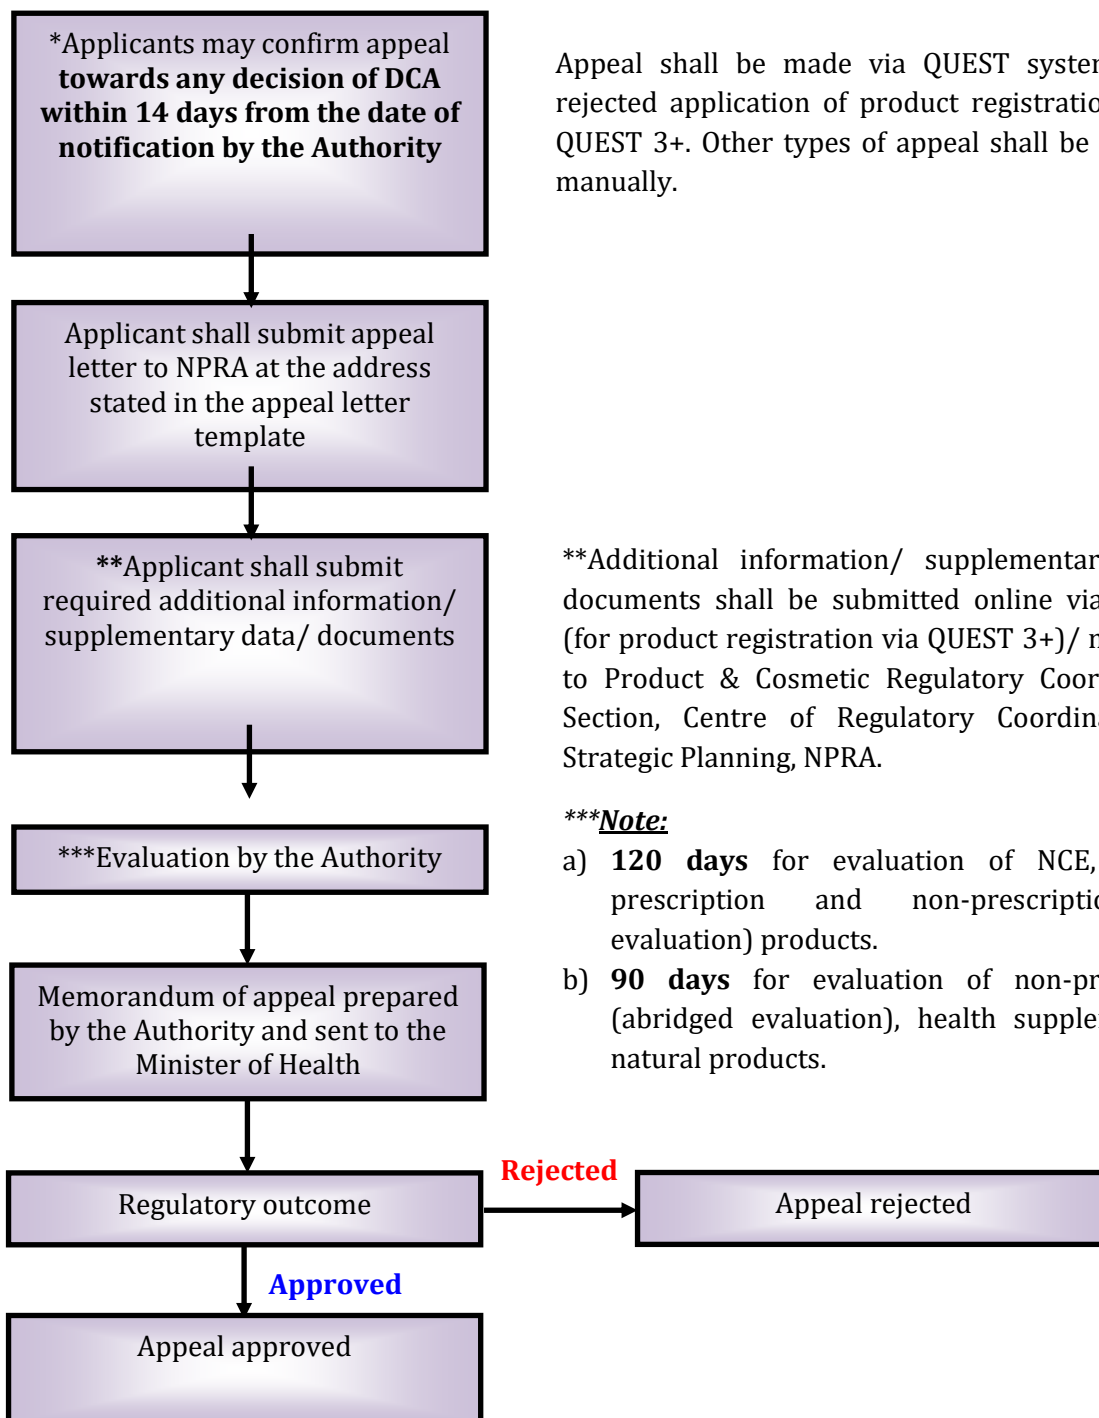 *Applicants may confirm appeal
towards any decision of DCA
within 14 days from the date of
notification by the Authority
Appeal shall be made via QUEST
rejected application of product
QUEST 3+. Other types of appeal shall be
manually.
Applicant shall submit appeal
letter to NPRA at the address
stated in the appeal letter
template
**Applicant shall submit
required additional information/
supplementary data/ documents
**Additional information/
documents shall be submitted online via
(for product registration via QUEST 3+)/
to Product & Cosmetic Regulatory
Section, Centre of Regulatory
Strategic Planning, NPRA.
***Evaluation by the Authority
***Note:
a) 120 days for evaluation of NCE,
prescription and
evaluation) products.
b) 90 days for evaluation of
(abridged evaluation), health
natural products.
Memorandum of appeal prepared
by the Authority and sent to the
Minister of Health
Regulatory outcome
Rejected
Appeal rejected
Approved
Appeal approved